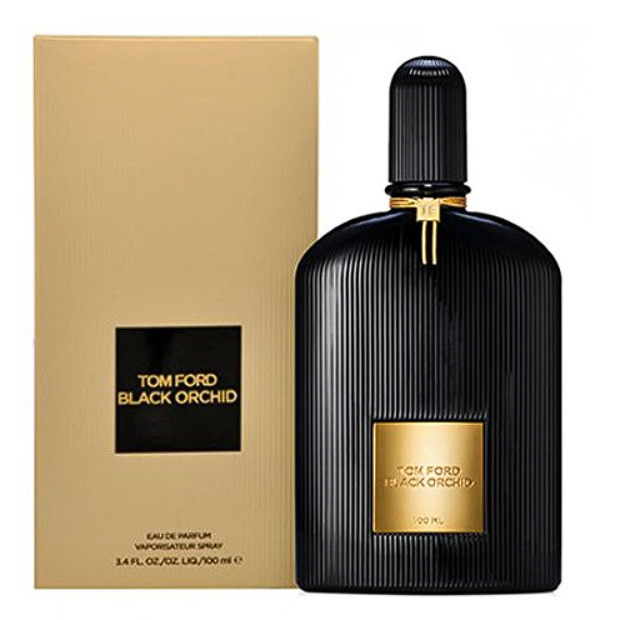 TOM FORD
BLACK ORCHID
EAU DE PARFUM
VAPORISATEUR SPRAY
3.4 FL. OZ./OZ. LIQ./100 ml ℮
TF
TOM FORD
BLACK ORCHID
100 ML